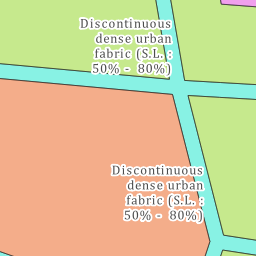 Discontinuous
dense urban
fabric (S.L. :
50% -  80%)
Discontinuous
dense urban
fabric (S.L. :
50% -  80%)